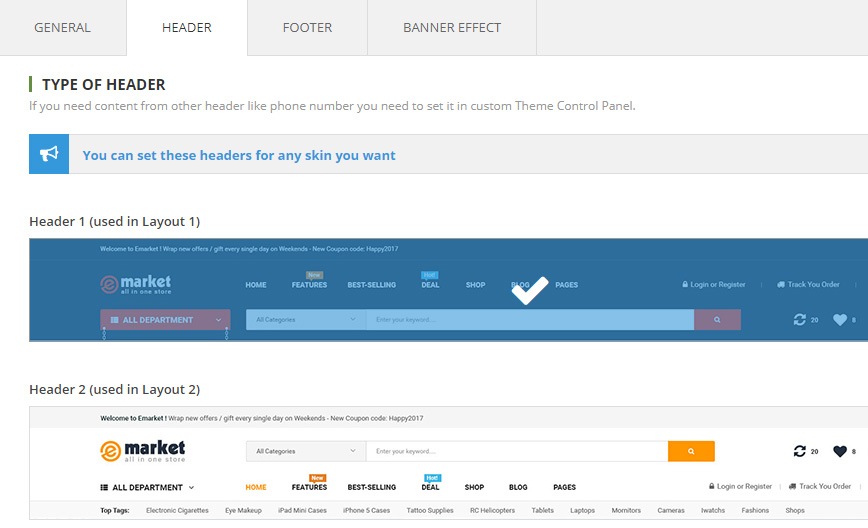 GENERAL HEADER FOOTER BANNER EFFECT
TYPE OF HEADER
If you need content from other header like phone number you need to set it in custom Theme Control Panel.
You can set these headers for any skin you want
Header 1 (used in Layout 1)
Welcome to Emarket ! Wrap new offers / gift every single day on Weekends - New Coupon code: Happy2017
New Hot!
e market HOME FEATURES BEST-SELLING DEAL SHOP BLOG PAGES Login or Register | Track You Order |
all in one store
ALL DEPARTMENT All Categories Enter your keyword... 20 8
Header 2 (used in Layout 2)
Welcome to Emarket ! Wrap new offers / gift every single day on Weekends - New Coupon code: Happy2017
e market All Categories Enter your keyword... 20 8
all in one store
New Hot!
ALL DEPARTMENT HOME FEATURES BEST-SELLING DEAL SHOP BLOG PAGES Login or Register | Track You Order |
Top Tags: Electronic Cigarettes Eye Makeup iPad Mini Cases iPhone 5 Cases Tattoo Supplies RC Helicopters Tablets Laptops Mornitors Cameras Iwatchs Fashions Shops